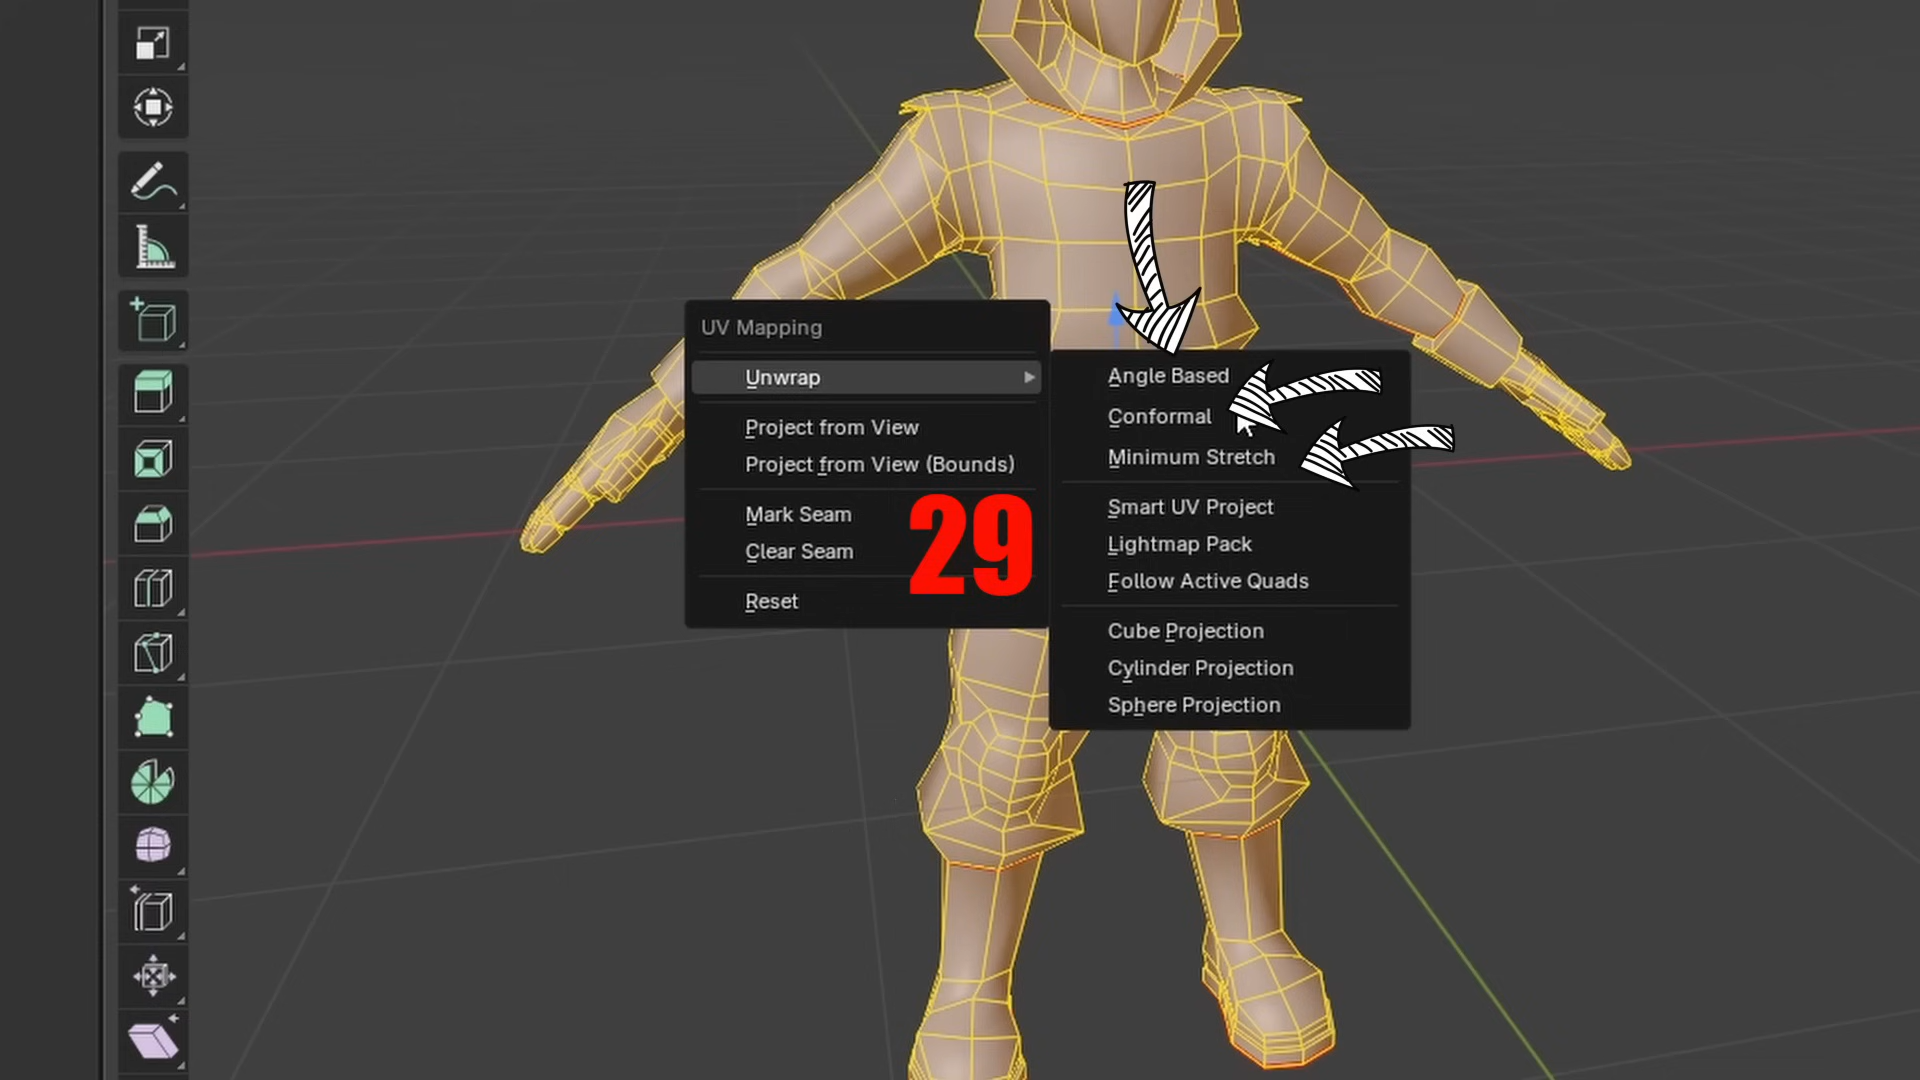 UV Mapping
Unwrap
Project from View
Project from View (Bounds)
Mark Seam
Clear Seam
Reset
29
Angle Based
Conformal
Minimum Stretch
Smart UV Project
Lightmap Pack
Follow Active Quads
Cube Projection
Cylinder Projection
Sphere Projection